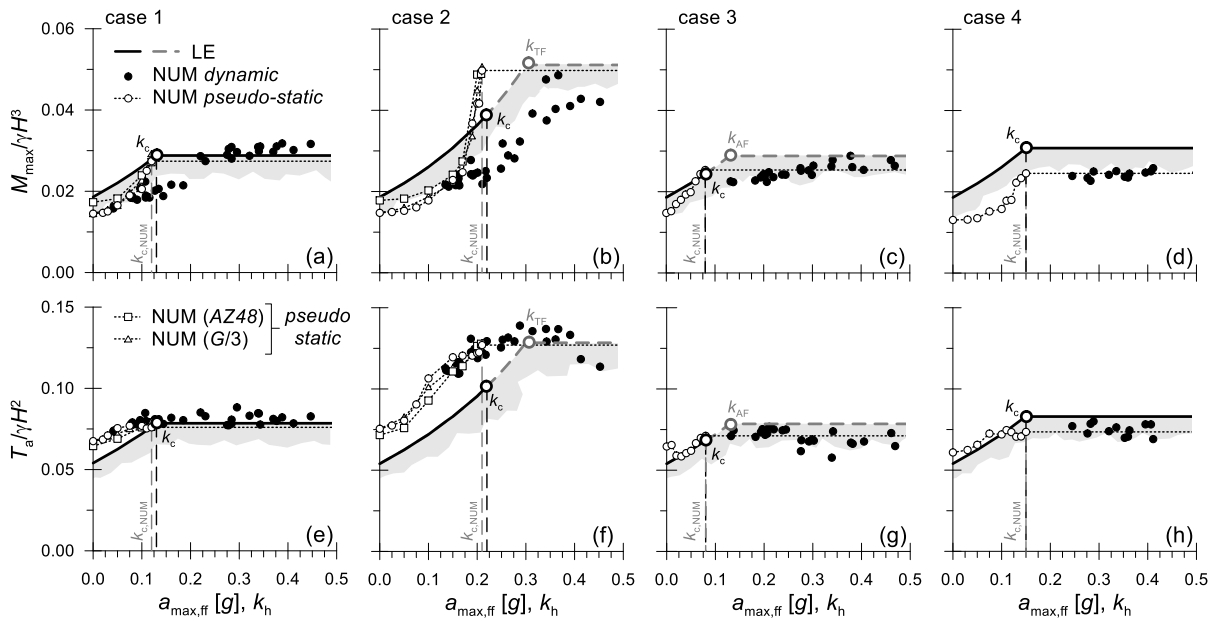 case 1
case 2
case 3
case 4
0.06
0.04
0.02
0.00
M_max/γH³
LE
NUM dynamic
NUM pseudo-static
k_c
k_c,NUM
(a)
k_TF
k_c
k_c,NUM
(b)
k_AF
k_c
k_c,NUM
(c)
k_c
k_c,NUM
(d)
0.15
0.10
0.05
0.00
T_a/γH²
NUM (AZ48)
NUM (G/3)
pseudo
static
k_c
k_c,NUM
(e)
k_TF
k_c
k_c,NUM
(f)
k_AF
k_c
k_c,NUM
(g)
k_c
k_c,NUM
(h)
0.0 0.1 0.2 0.3 0.4 0.5
0.0 0.1 0.2 0.3 0.4 0.5
0.0 0.1 0.2 0.3 0.4 0.5
0.0 0.1 0.2 0.3 0.4 0.5
a_max,ff [g], k_h
a_max,ff [g], k_h
a_max,ff [g], k_h
a_max,ff [g], k_h